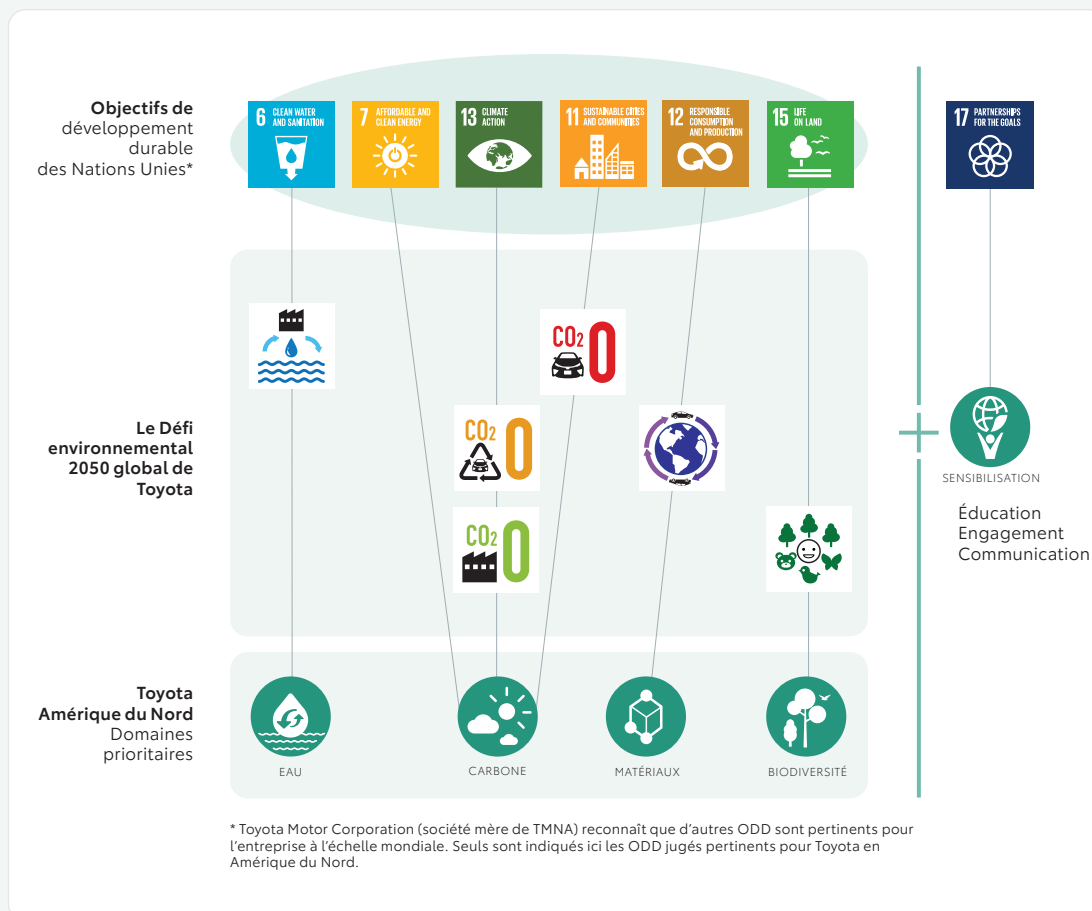 Objectifs de
développement
durable
des Nations Unies*
6 CLEAN WATER
AND SANITATION
7 AFFORDABLE AND
CLEAN ENERGY
13 CLIMATE
ACTION
11 SUSTAINABLE CITIES
AND COMMUNITIES
12 RESPONSIBLE
CONSUMPTION
AND PRODUCTION
15 LIFE
ON LAND
17 PARTNERSHIPS
FOR THE GOALS
Le Défi
environnemental
2050 global de
Toyota
CO2 0
CO2 0
CO2 0
SENSIBILISATION
Éducation
Engagement
Communication
Toyota
Amérique du Nord
Domaines
prioritaires
EAU
CARBONE
MATÉRIAUX
BIODIVERSITÉ
* Toyota Motor Corporation (société mère de TMNA) reconnaît que d'autres ODD sont pertinents pour
l'entreprise à l'échelle mondiale. Seuls sont indiqués ici les ODD jugés pertinents pour Toyota en
Amérique du Nord.